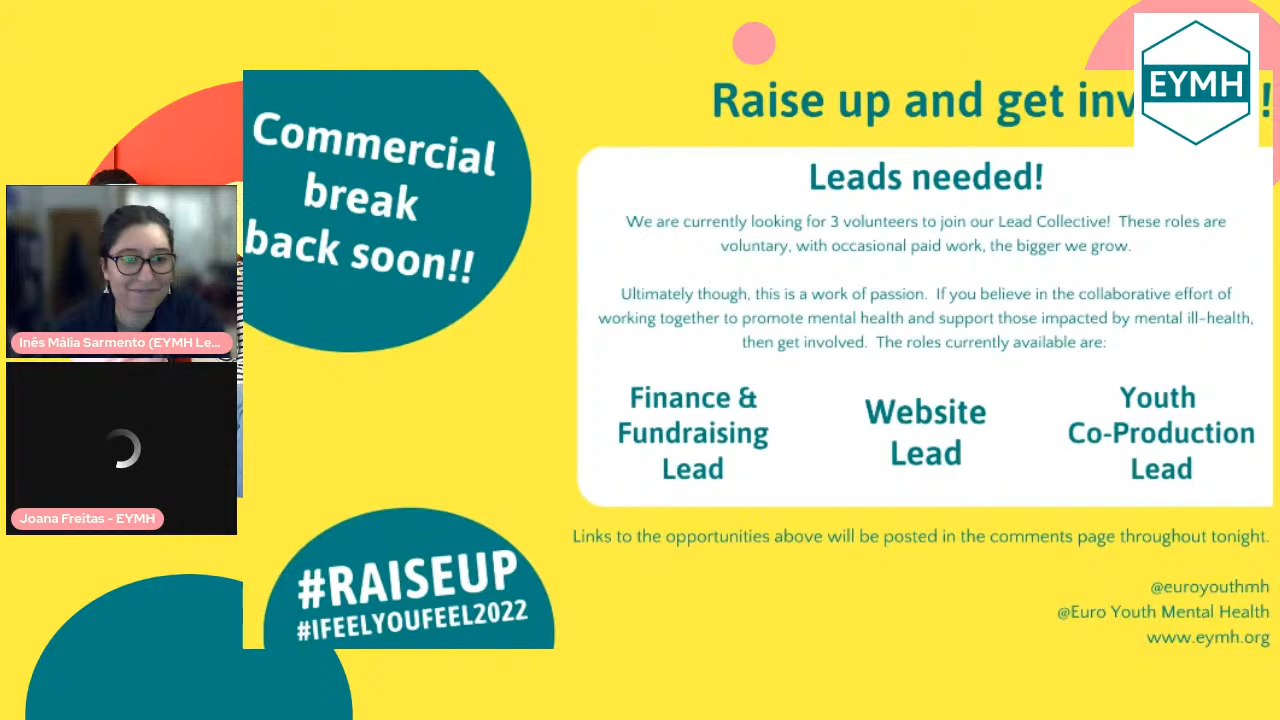 Commercial
break
back soon!!
Raise up and get inv
!
EYMH
Leads needed!
We are currently looking for 3 volunteers to join our Lead Collective! These roles are
voluntary, with occasional paid work, the bigger we grow.
Ultimately though, this is a work of passion. If you believe in the collaborative effort of
working together to promote mental health and support those impacted by mental ill-health,
then get involved. The roles currently available are:
Finance &
Fundraising
Lead
Website
Lead
Youth
Co-Production
Lead
Links to the opportunities above will be posted in the comments page throughout tonight.
@euroyouthmh
@Euro Youth Mental Health
www.eymh.org
#RAISEUP
#IFEELYOUFEEL2022
Inês Mália Sarmento (EYMH Le...
Joana Freitas - EYMH